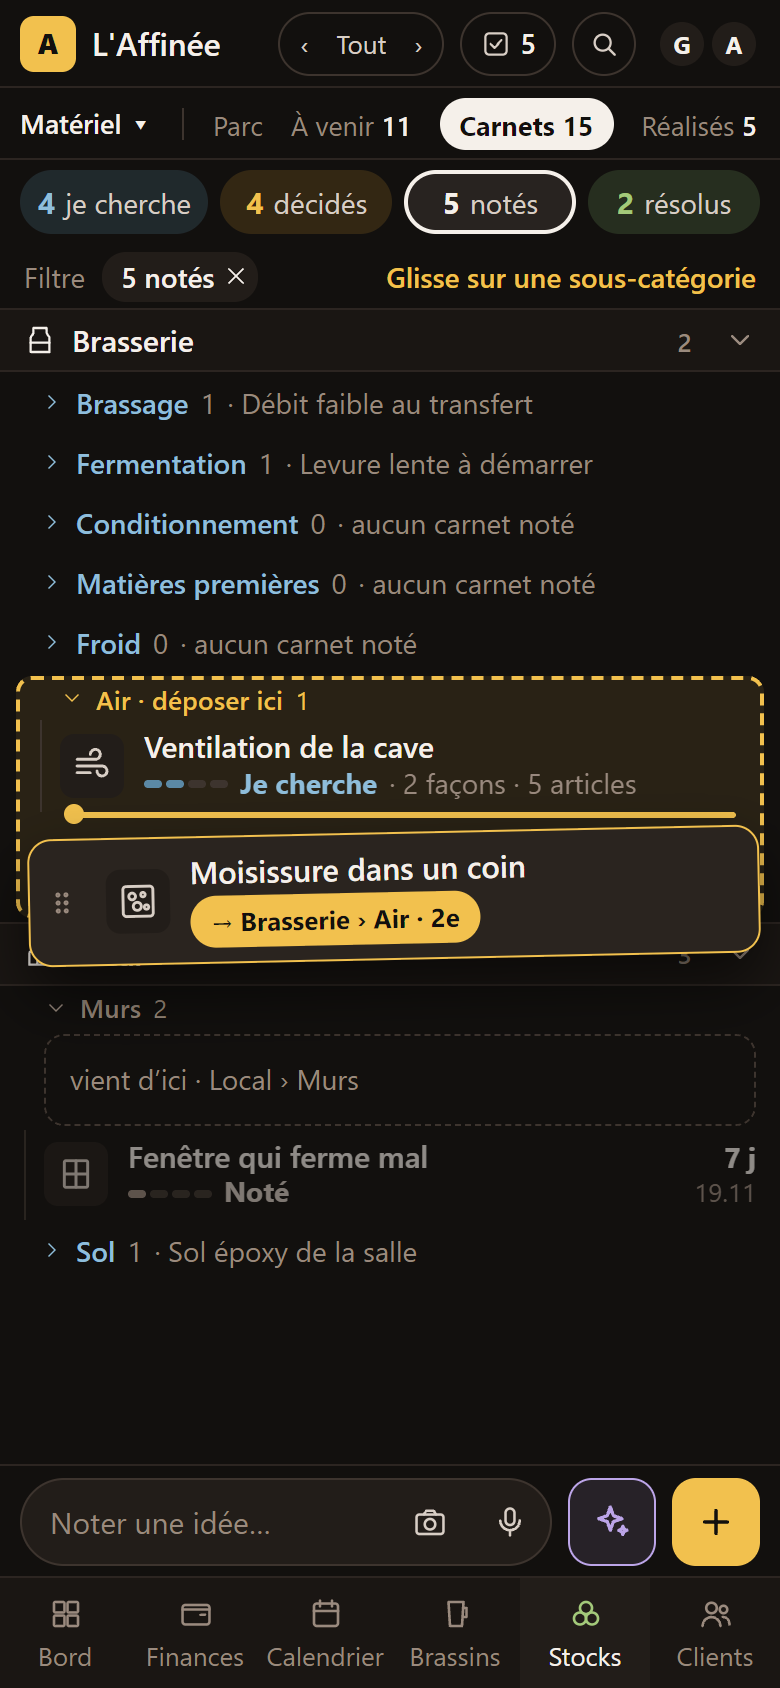 A L'Affinée ‹ Tout › 5 G A
Matériel ▾ Parc À venir 11 Carnets 15 Réalisés 5
4 je cherche 4 décidés 5 notés 2 résolus
Filtre 5 notés × Glisse sur une sous-catégorie
Brasserie 2
Brassage 1 · Débit faible au transfert
Fermentation 1 · Levure lente à démarrer
Conditionnement 0 · aucun carnet noté
Matières premières 0 · aucun carnet noté
Froid 0 · aucun carnet noté
Air · déposer ici 1
Ventilation de la cave
Je cherche · 2 façons · 5 articles
Moisissure dans un coin
→ Brasserie › Air · 2e
3
Murs 2
vient d’ici · Local › Murs
Fenêtre qui ferme mal 7 j
Noté 19.11
Sol 1 · Sol époxy de la salle
Noter une idée...
Bord Finances Calendrier Brassins Stocks Clients